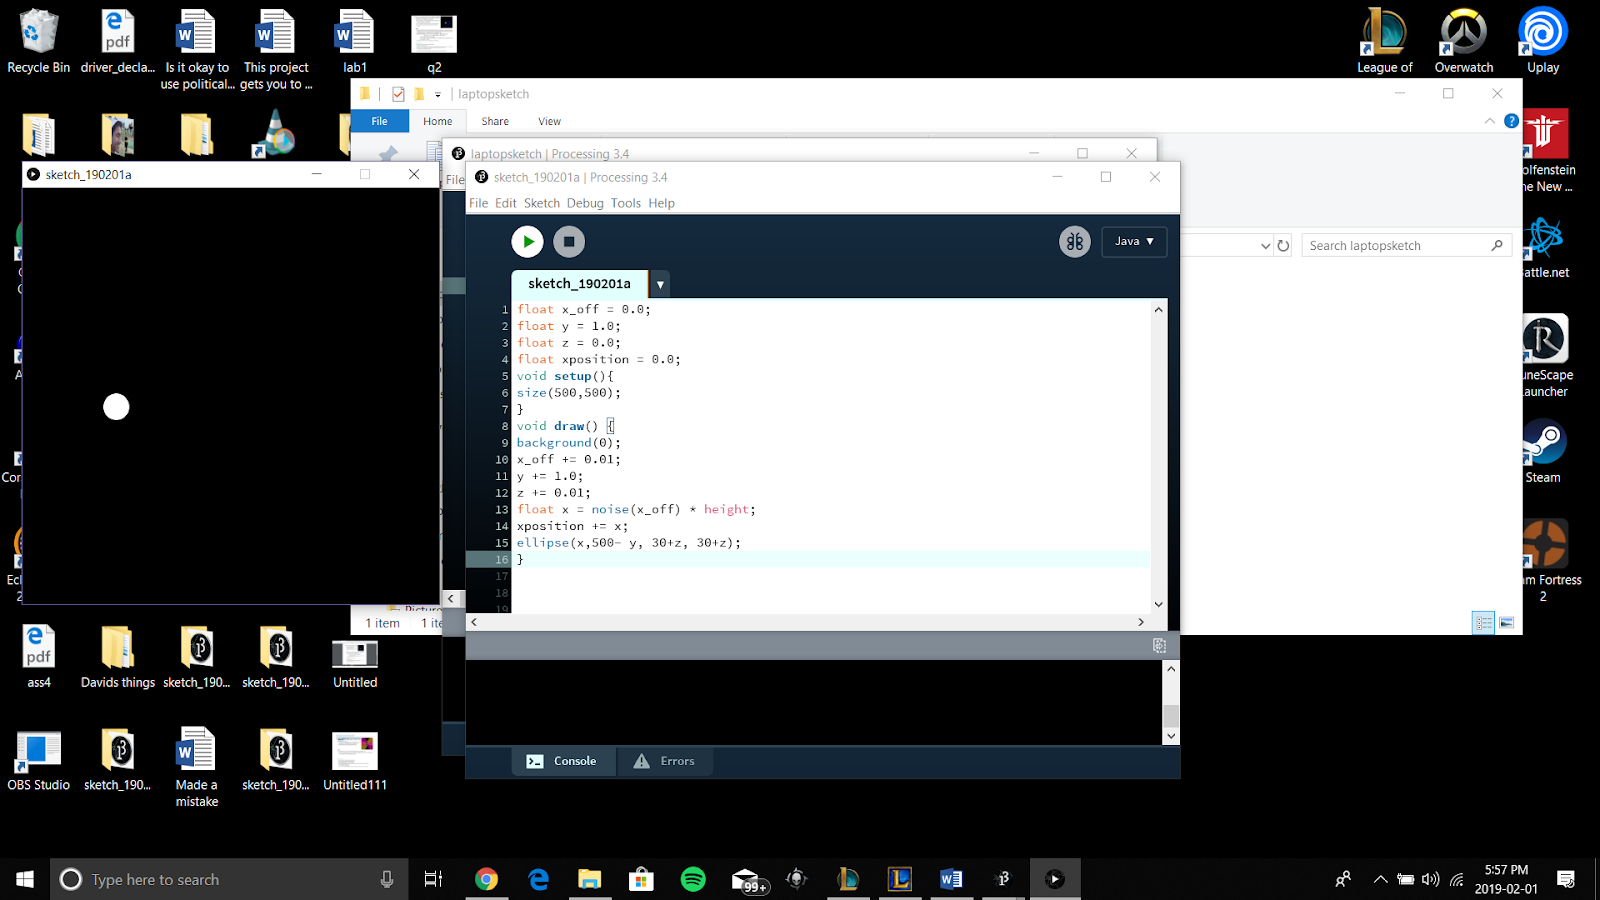 Recycle Bin
driver_decla...
Is it okay to
use political...
This project
gets you to ...
lab1
q2
League of
Overwatch
Uplay
laptopsketch
File Home Share View
laptopsketch | Processing 3.4
File
sketch_190201a
sketch_190201a | Processing 3.4
File Edit Sketch Debug Tools Help
Java
Search laptopsketch
sketch_190201a
1 float x_off = 0.0;
2 float y = 1.0;
3 float z = 0.0;
4 float xposition = 0.0;
5 void setup(){
6 size(500,500);
7 }
8 void draw() {
9 background(0);
10 x_off += 0.01;
11 y += 1.0;
12 z += 0.01;
13 float x = noise(x_off) * height;
14 xposition += x;
15 ellipse(x,500- y, 30+z, 30+z);
16 }
17
18
19
olfenstein
he New ...
attle.net
uneScape
auncher
Steam
m Fortress
2
1 item 1 ite
pdf
ass4
Davids things
sketch_190...
sketch_190...
Untitled
OBS Studio
sketch_190...
Made a
mistake
sketch_190...
Untitled111
Console Errors
Type here to search
99+
5:57 PM
2019-02-01